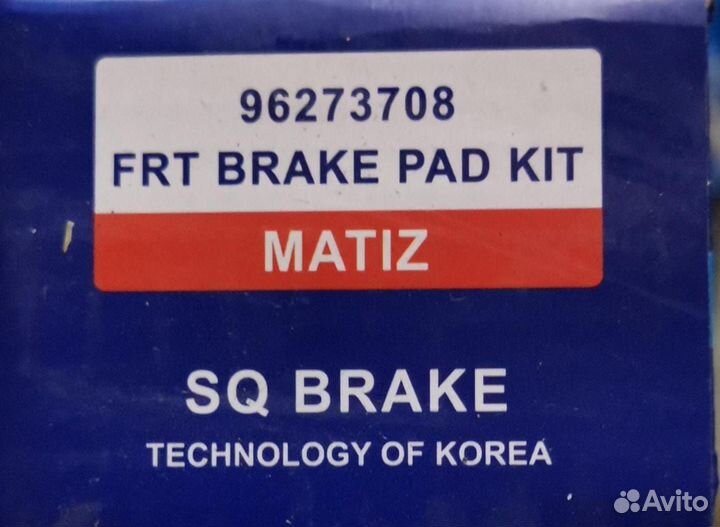 96273708
FRT BRAKE PAD KIT
MATIZ
SQ BRAKE
TECHNOLOGY OF KOREA
Avito